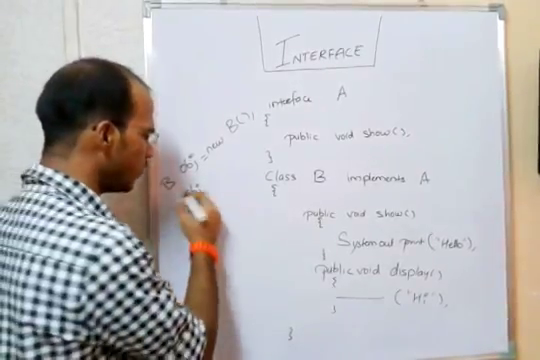 INTERFACE
interface A
{
public void show();
}
Class B implements A
{
public void show()
{
System out print ("Hello");
}
public void display()
{
("Hi");
}
}
B obj = new B();
obj